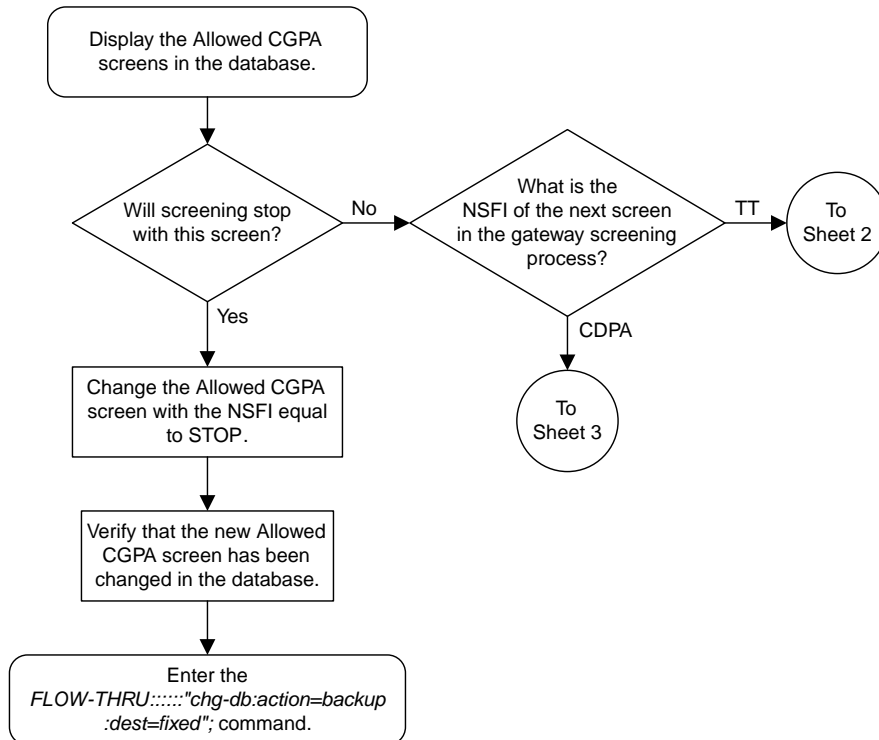 Display the Allowed CGPA
screens in the database.
Will screening stop
with this screen?
No
What is the
NSFI of the next screen
in the gateway screening
process?
TT
To
Sheet 2
Yes
CDPA
Change the Allowed CGPA
screen with the NSFI equal
to STOP.
To
Sheet 3
Verify that the new Allowed
CGPA screen has been
changed in the database.
Enter the
FLOW-THRU::::::"chg-db:action=backup
:dest=fixed"; command.